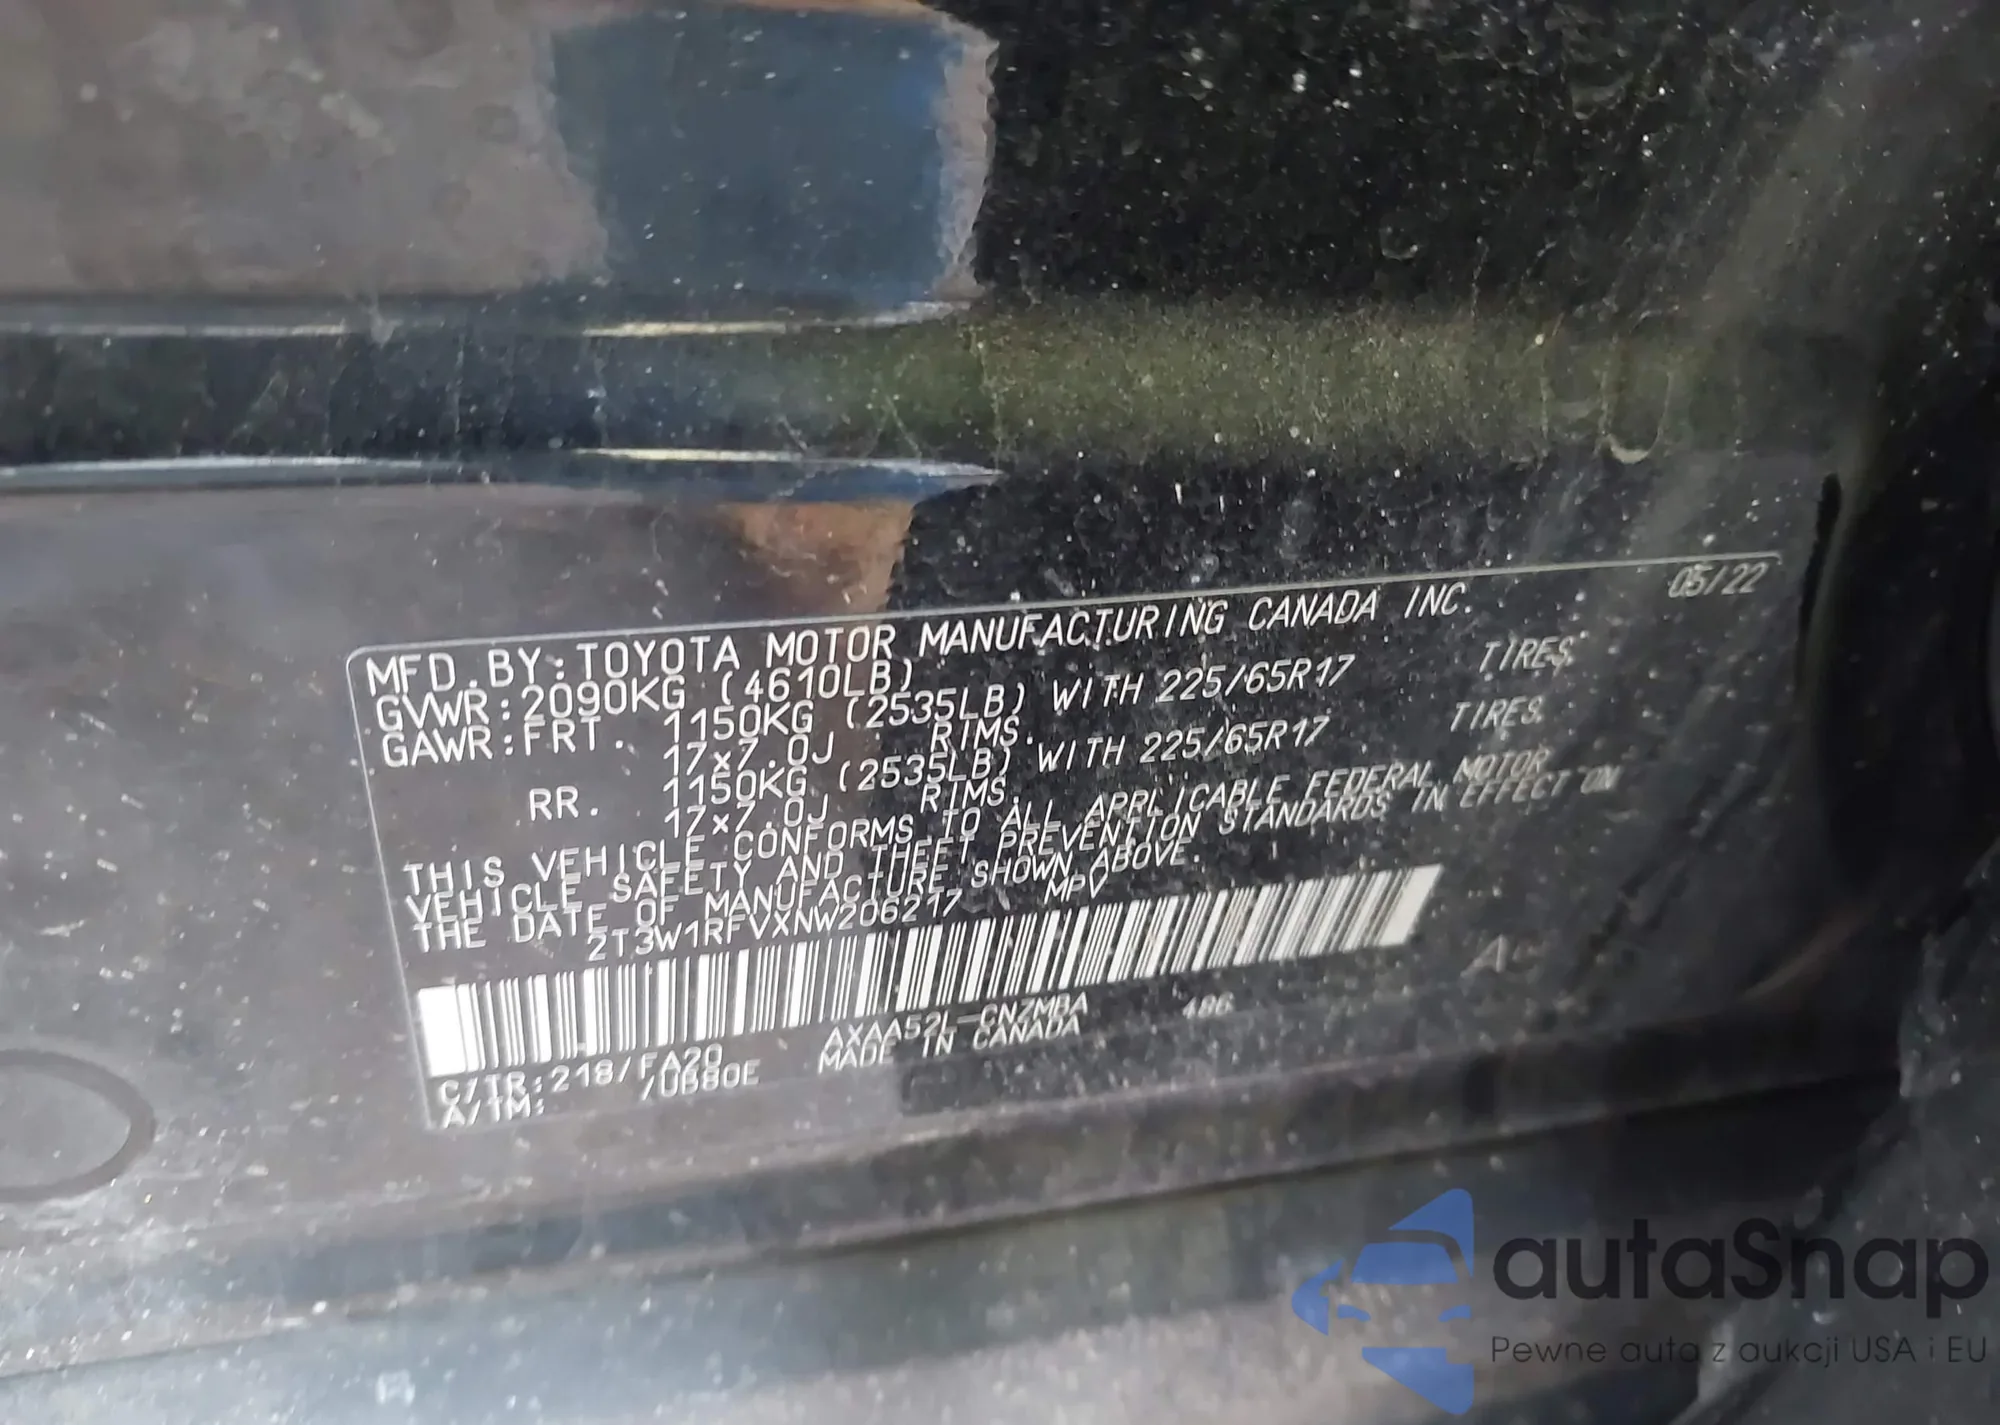 05/22
MFD.BY:TOYOTA MOTOR MANUFACTURING CANADA INC.
GVWR:2090KG (4610LB)
GAWR:FRT. 1150KG (2535LB) WITH 225/65R17 TIRES
17x7.0J RIMS.
RR. 1150KG (2535LB) WITH 225/65R17 TIRES
17x7.0J RIMS.
THIS VEHICLE CONFORMS TO ALL APPLICABLE FEDERAL MOTOR
VEHICLE SAFETY AND THEFT PREVENTION STANDARDS IN EFFECT ON
THE DATE OF MANUFACTURE SHOWN ABOVE.
2T3W1RFVXNW206217 MPV
C/TR:218/FA20 AXAA52L-CNZMBA 486
A/TM: /UB80E MADE IN CANADA
autaSnap
Pewne auta z aukcji USA i EU